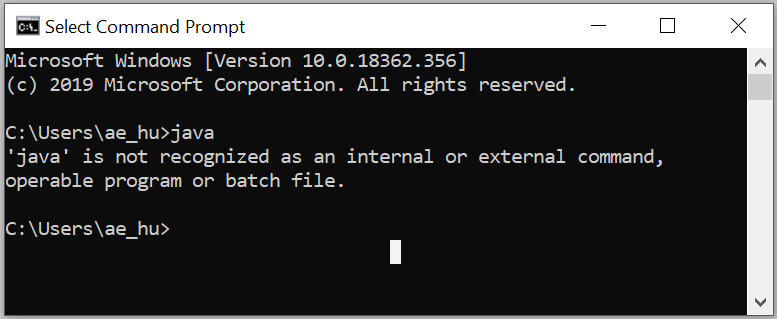 Select Command Prompt
Microsoft Windows [Version 10.0.18362.356]
(c) 2019 Microsoft Corporation. All rights reserved.
C:\Users\ae_hu>java
'java' is not recognized as an internal or external command,
operable program or batch file.
C:\Users\ae_hu>